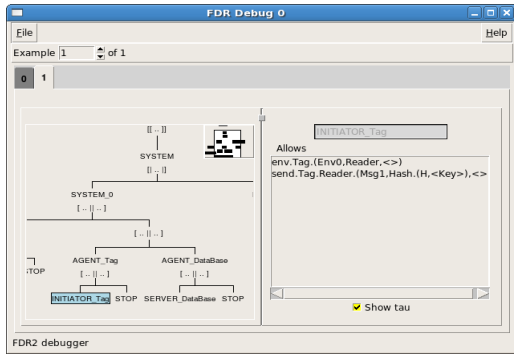 FDR Debug 0
File
Help
Example 1 of 1
0 1
[[ .. ]]
SYSTEM
[| .. |]
SYSTEM_0
[ .. || .. ]
[ .. || .. ]
AGENT_Tag AGENT_DataBase
STOP
[ .. || .. ] [ .. || .. ]
INITIATOR_Tag STOP SERVER_DataBase STOP
INITIATOR_Tag
Allows
env.Tag.(Env0,Reader,<>)
send.Tag.Reader.(Msg1,Hash.(H,<Key>),<>
Show tau
FDR2 debugger